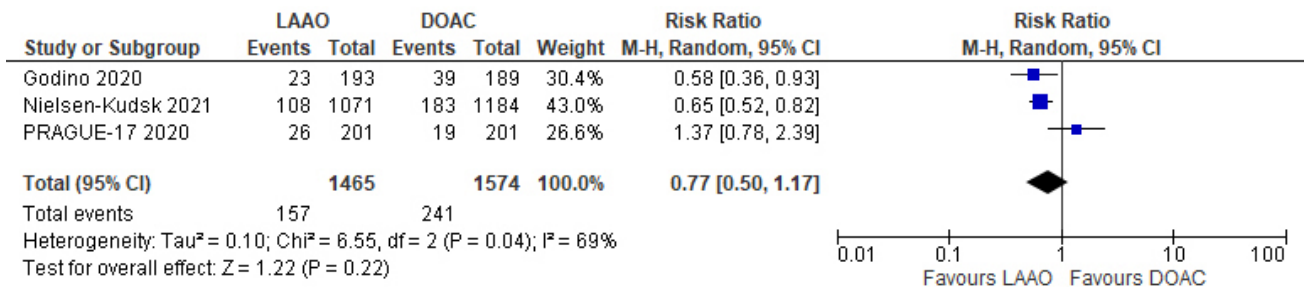 LAAO DOAC Risk Ratio Risk Ratio
Study or Subgroup Events Total Events Total Weight M-H, Random, 95% CI M-H, Random, 95% CI
Godino 2020 23 193 39 189 30.4% 0.58 [0.36, 0.93]
Nielsen-Kudsk 2021 108 1071 183 1184 43.0% 0.65 [0.52, 0.82]
PRAGUE-17 2020 26 201 19 201 26.6% 1.37 [0.78, 2.39]
Total (95% CI) 1465 1574 100.0% 0.77 [0.50, 1.17]
Total events 157 241
Heterogeneity: Tau² = 0.10; Chi² = 6.55, df = 2 (P = 0.04); I² = 69%
Test for overall effect: Z = 1.22 (P = 0.22)
0.01 0.1 1 10 100
Favours LAAO Favours DOAC